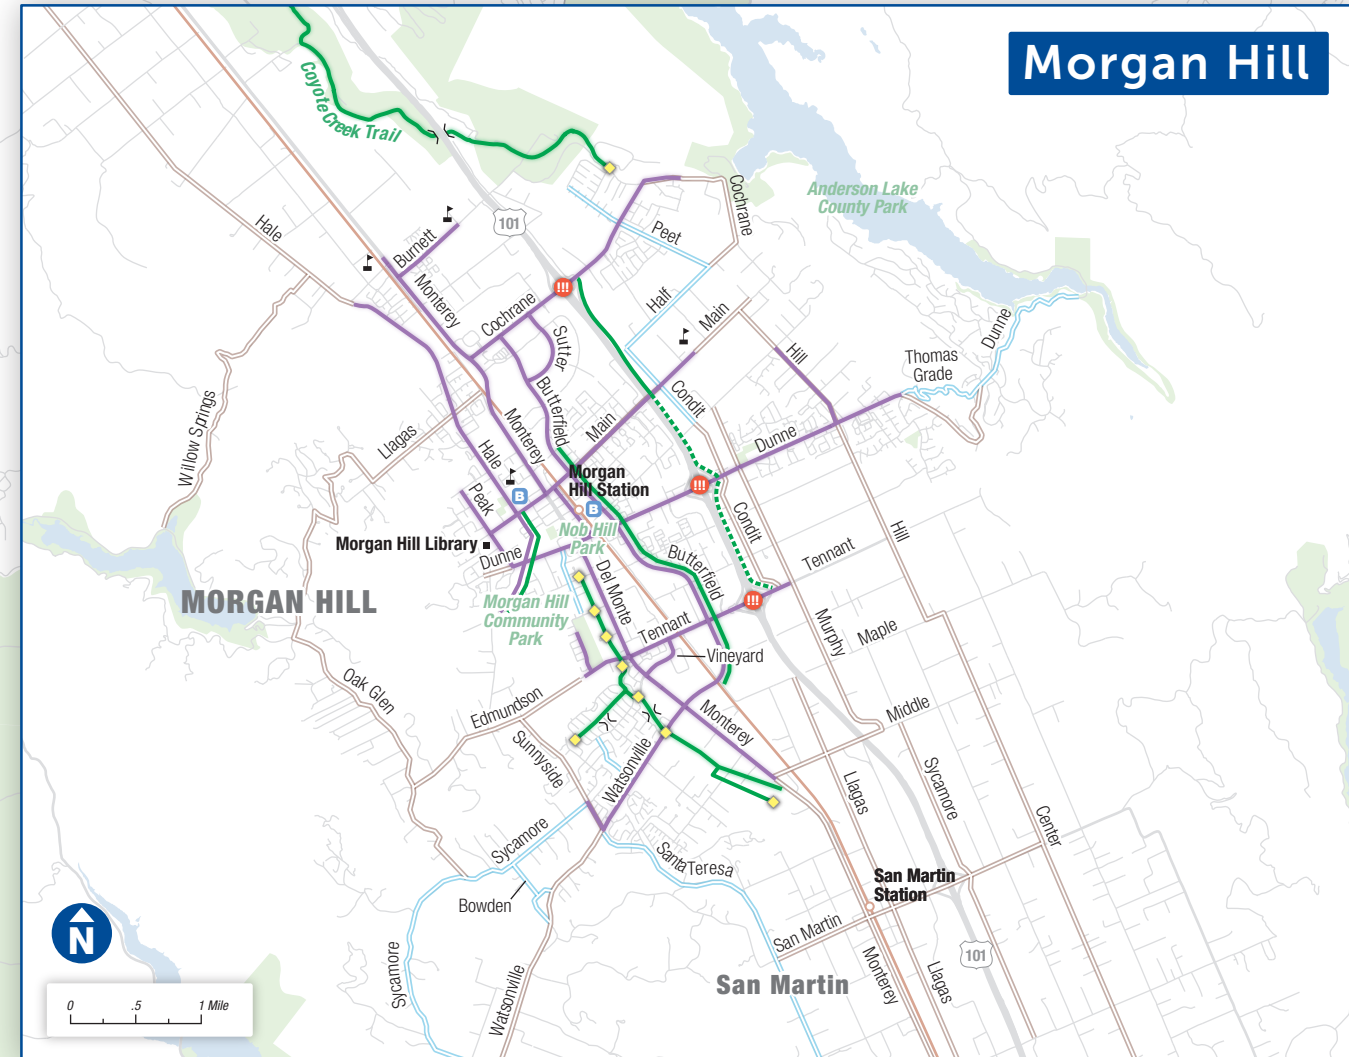 Morgan Hill
Coyote Creek Trail
Anderson Lake
County Park
Cochrane
Hale
101
Peet
Burnett
Monterey
Half
Main
Cochrane
Sutter
Hill
Dunne
Thomas
Grade
Willow Springs
Butterfield
Condit
Llagas
Monterey
Main
Dunne
Hale
Morgan
Hill Station
Peak
B
B
Condit
Hill
Nob Hill
Park
Morgan Hill Library
Dunne
Butterfield
Tennant
Del Monte
MORGAN HILL
Morgan Hill
Community
Park
Tennant
Murphy
Maple
Vineyard
Oak Glen
Edmundson
Monterey
Middle
Sunnyside
Watsonville
Llagas
Sycamore
Center
Sycamore
Santa Teresa
San Martin
Station
Bowden
San Martin
N
Sycamore
Monterey
Llagas
101
San Martin
Watsonville
0 .5 1 Mile
!!!
!!!
!!!